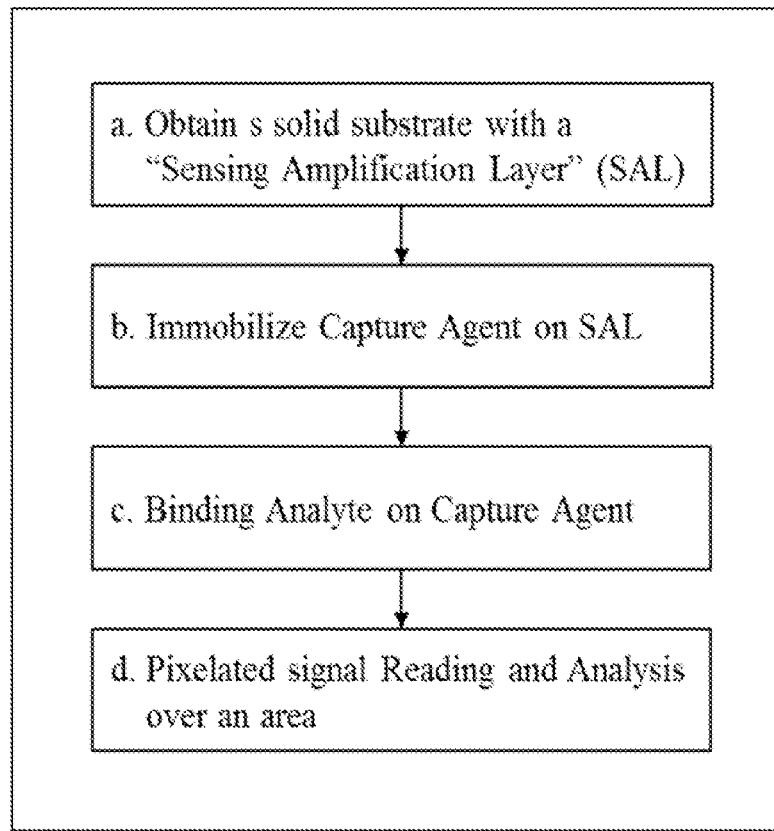 a. Obtain s solid substrate with a
“Sensing Amplification Layer” (SAL)
b. Immobilize Capture Agent on SAL
c. Binding Analyte on Capture Agent
d. Pixelated signal Reading and Analysis
over an area